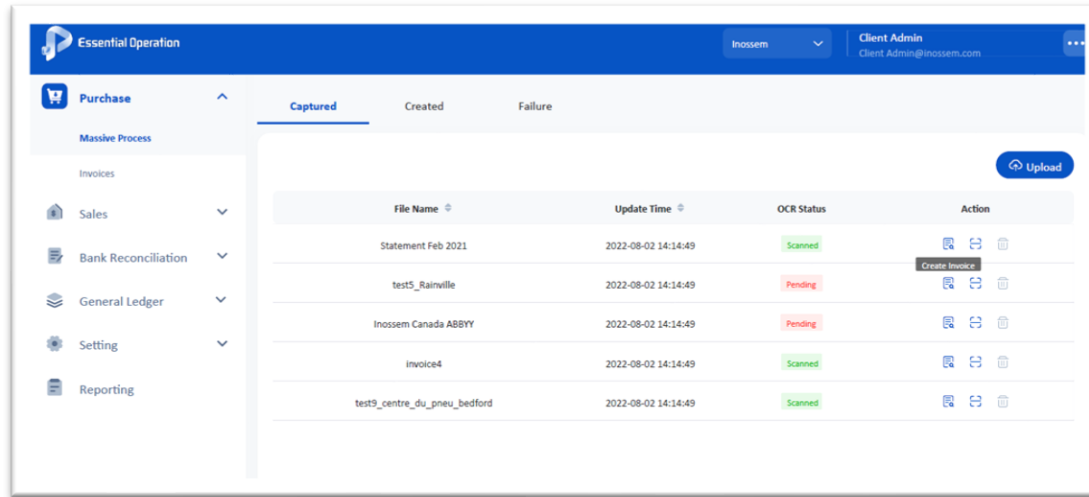 Essential Operation
Inossem
Client Admin
Client Admin@inossem.com
Purchase
Massive Process
Invoices
Sales
Bank Reconciliation
General Ledger
Setting
Reporting
Captured Created Failure
Upload
File Name Update Time OCR Status Action
Statement Feb 2021 2022-08-02 14:14:49 Scanned
Create Invoice
test5_Rainville 2022-08-02 14:14:49 Pending
Inossem Canada ABBYY 2022-08-02 14:14:49 Pending
invoice4 2022-08-02 14:14:49 Scanned
test9_centre_du_pneu_bedford 2022-08-02 14:14:49 Scanned